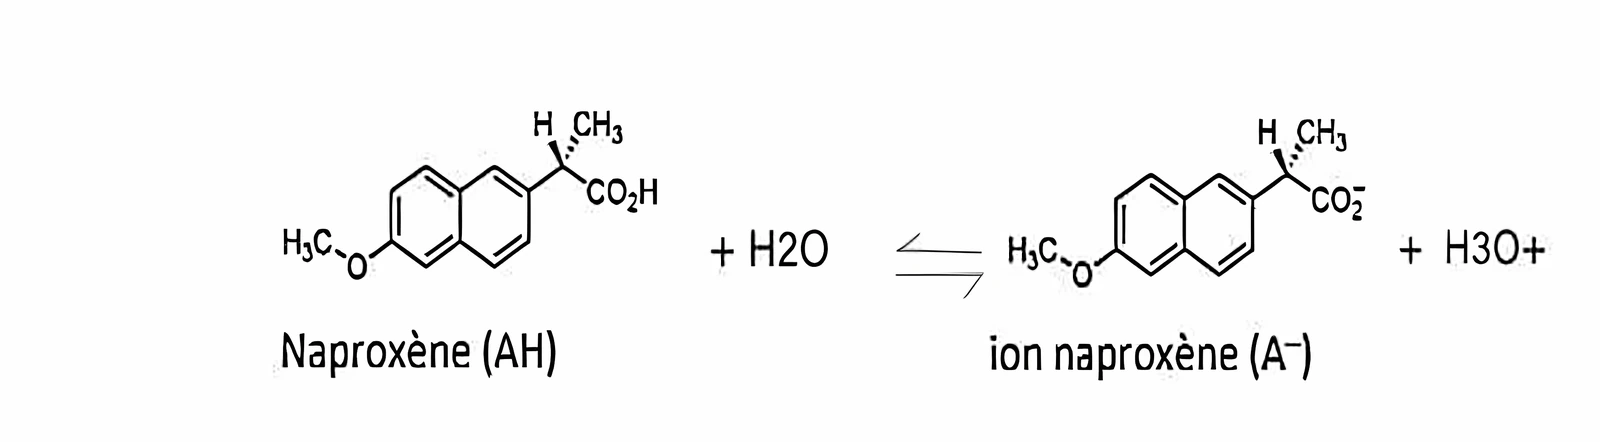 H CH₃
CO₂H
H₃C O
+ H2O
H CH₃
CO₂⁻
H₃C O
+ H3O+
Naproxène (AH)
ion naproxène (A⁻)